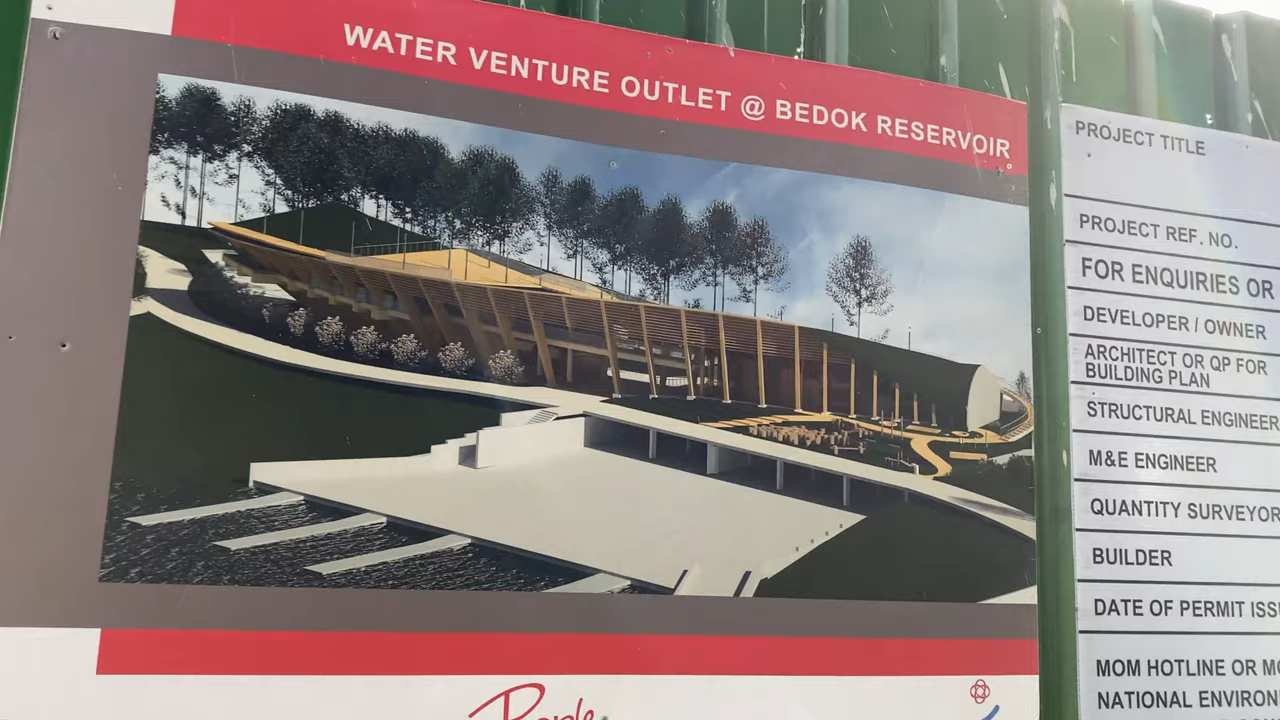 WATER VENTURE OUTLET @ BEDOK RESERVOIR
PROJECT TITLE
PROJECT REF. NO.
FOR ENQUIRIES OR
DEVELOPER / OWNER
ARCHITECT OR QP FOR
BUILDING PLAN
STRUCTURAL ENGINEER
M&E ENGINEER
QUANTITY SURVEYOR
BUILDER
DATE OF PERMIT ISS
MOM HOTLINE OR MO
NATIONAL ENVIRON